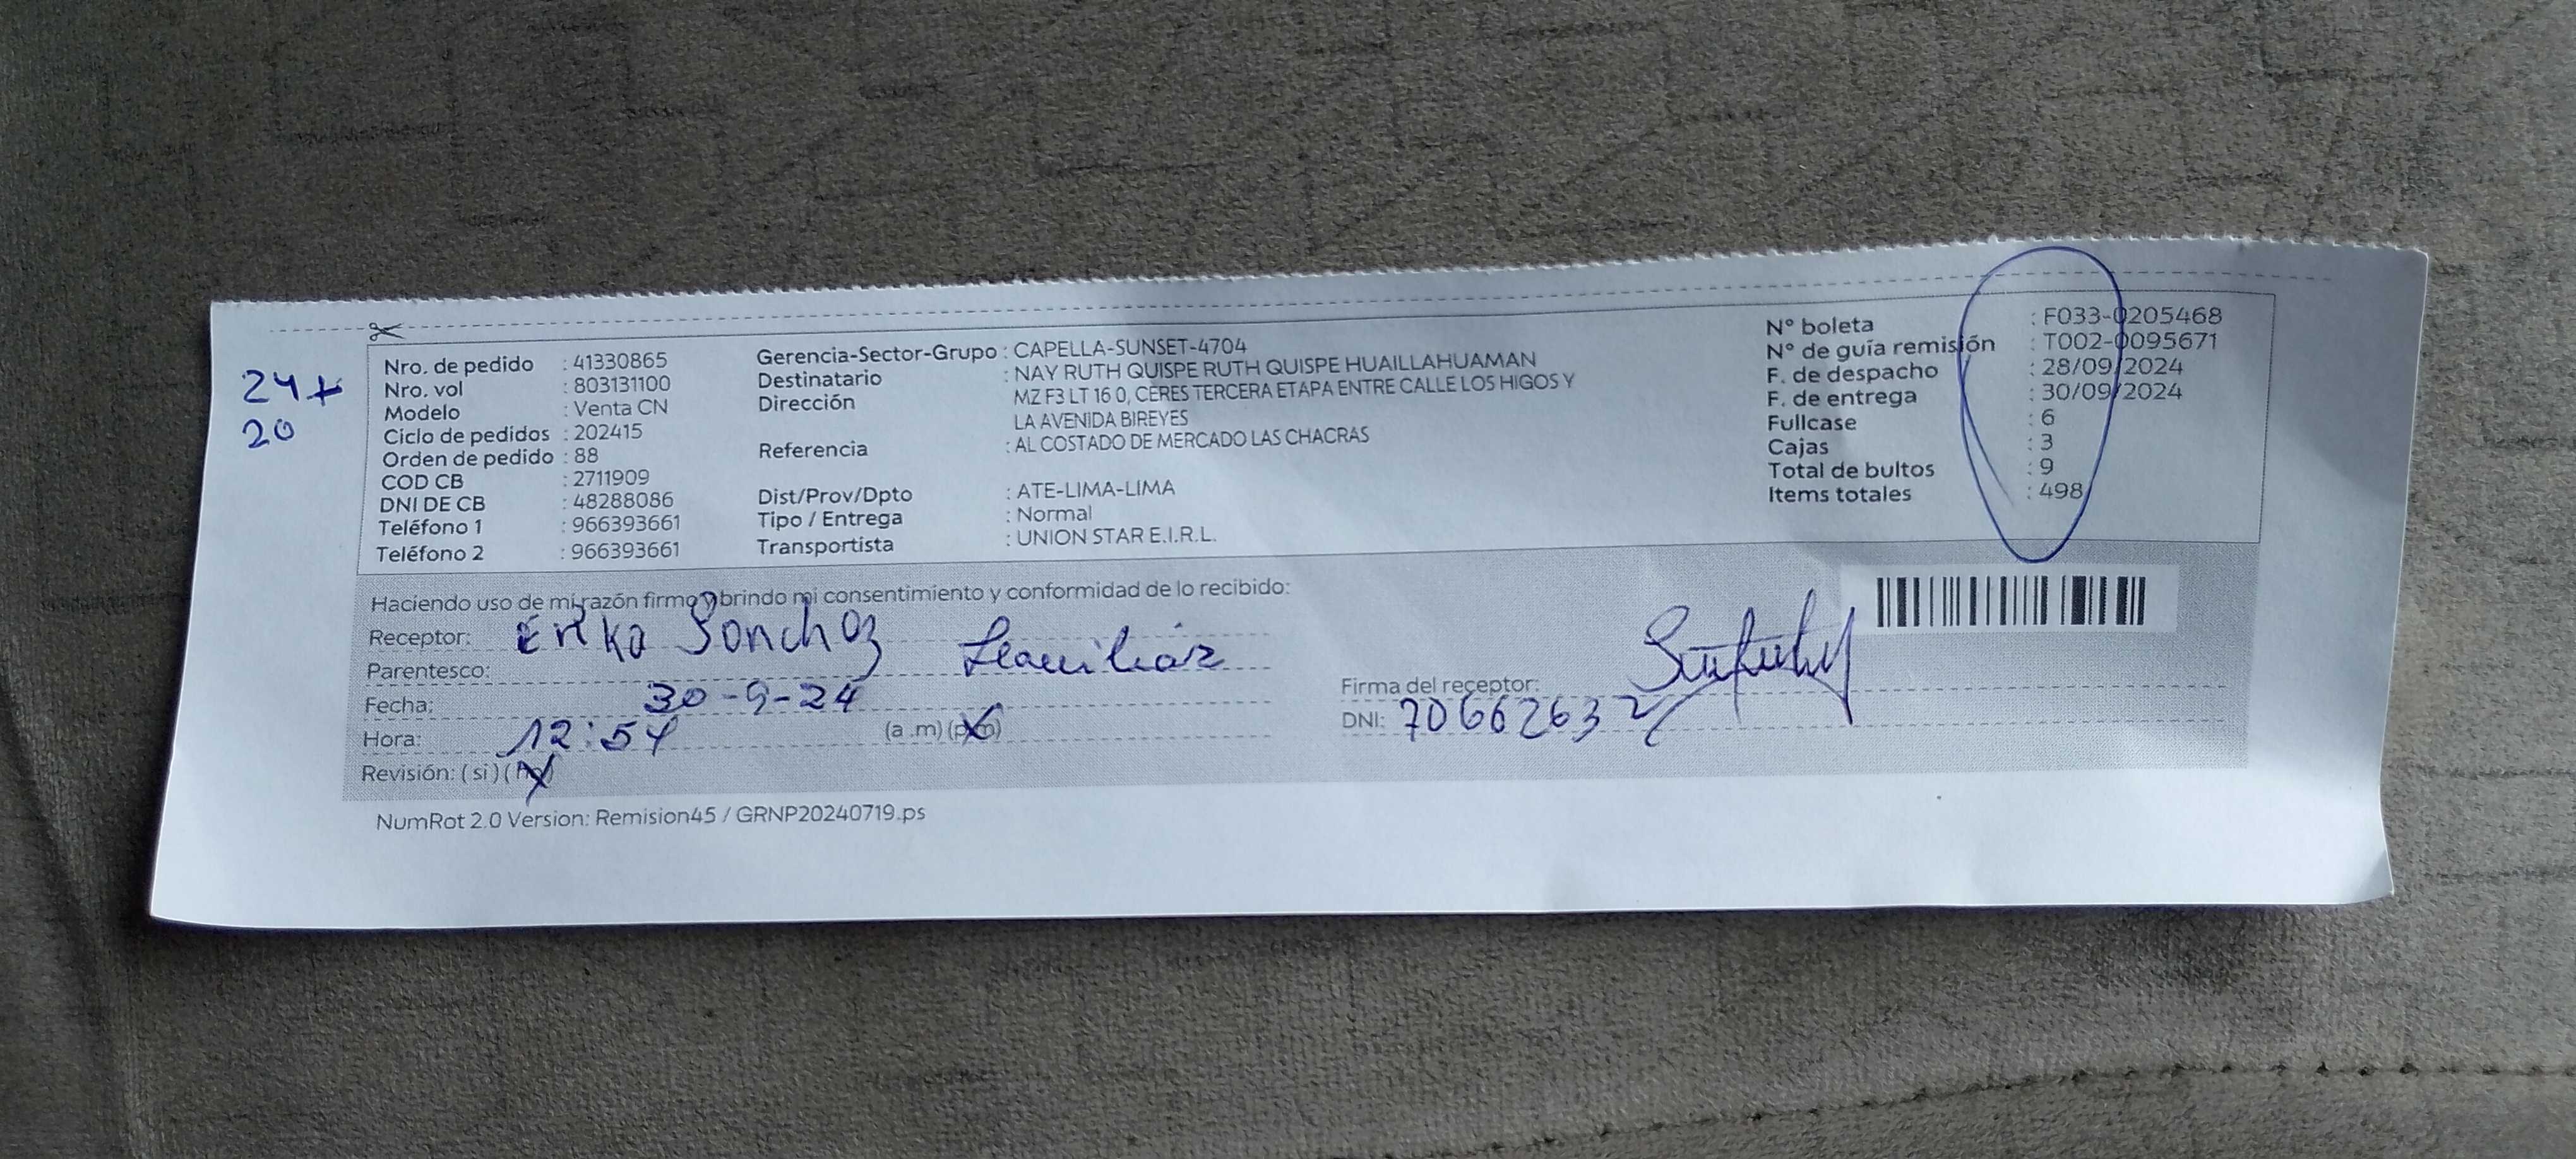 24+
20
Nro. de pedido : 41330865
Nro. vol : 803131100
Modelo : Venta CN
Ciclo de pedidos : 202415
Orden de pedido : 88
COD CB : 2711909
DNI DE CB : 48288086
Teléfono 1 : 966393661
Teléfono 2 : 966393661
Gerencia-Sector-Grupo : CAPELLA-SUNSET-4704
Destinatario : NAY RUTH QUISPE RUTH QUISPE HUAILLAHUAMAN
Dirección MZ F3 LT 16 0, CERES TERCERA ETAPA ENTRE CALLE LOS HIGOS Y
LA AVENIDA BIREYES
Referencia : AL COSTADO DE MERCADO LAS CHACRAS
Dist/Prov/Dpto : ATE-LIMA-LIMA
Tipo / Entrega : Normal
Transportista : UNION STAR E.I.R.L.
N° boleta : F033-0205468
N° de guía remisión : T002-0095671
F. de despacho : 28/09/2024
F. de entrega : 30/09/2024
Fullcase : 6
Cajas : 3
Total de bultos : 9
Items totales : 498
Haciendo uso de mi razón firmo y brindo mi consentimiento y conformidad de lo recibido:
Receptor: Erika Sanchez
Parentesco: Familiar
Fecha: 30-9-24
Hora: 12:54 (a.m) (p.m)
Revisión: (si) (no)
Firma del receptor:
DNI: 70662632
NumRot 2.0 Version: Remision45 / GRNP20240719.ps